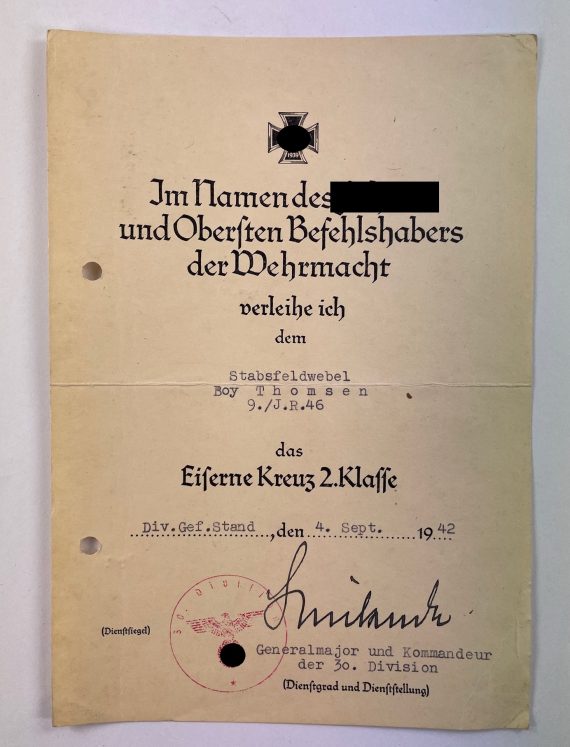 1939
Im Namen des
und Oberſten Befehlshabers
der Wehrmacht
verleihe ich
dem
Stabsfeldwebel
Boy Thomsen
9./J.R.46
das
Eiſerne Kreuz 2.Klaſſe
Div.Gef.Stand, den 4. Sept. 1942
30.
(Dienſtſiegel)
Generalmajor und Kommandeur
der 30. Division
(Dienſtgrad und Dienſtſtellung)